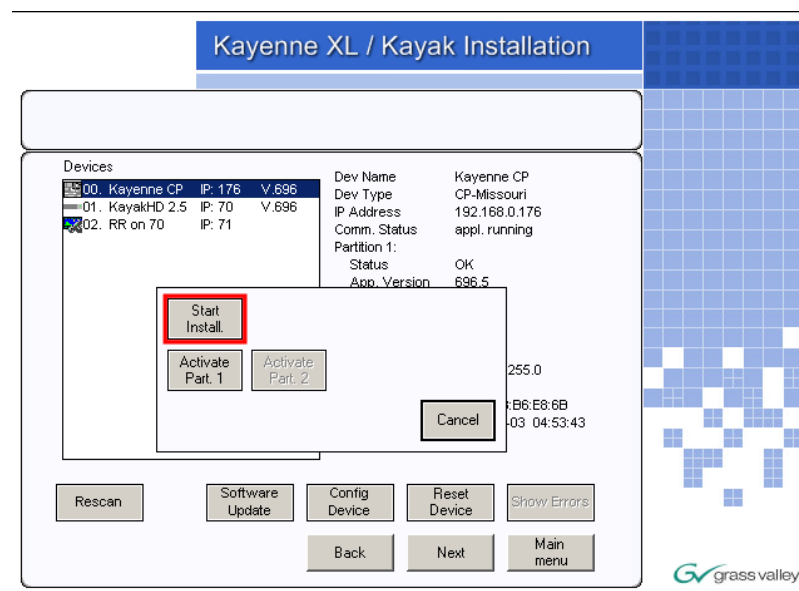 Kayenne XL / Kayak Installation
Devices
00. Kayenne CP IP: 176 V.696
01. KayakHD 2.5 IP: 70 V.696
02. RR on 70 IP: 71
Dev Name Kayenne CP
Dev Type CP-Missouri
IP Address 192.168.0.176
Comm. Status appl. running
Partition 1:
Status OK
App. Version 696.5
Start
Install.
Activate
Part. 1
Activate
Part. 2
255.0
:B6:E8:6B
-03 04:53:43
Cancel
Rescan
Software
Update
Config
Device
Reset
Device
Show Errors
Back
Next
Main
menu
grass valley